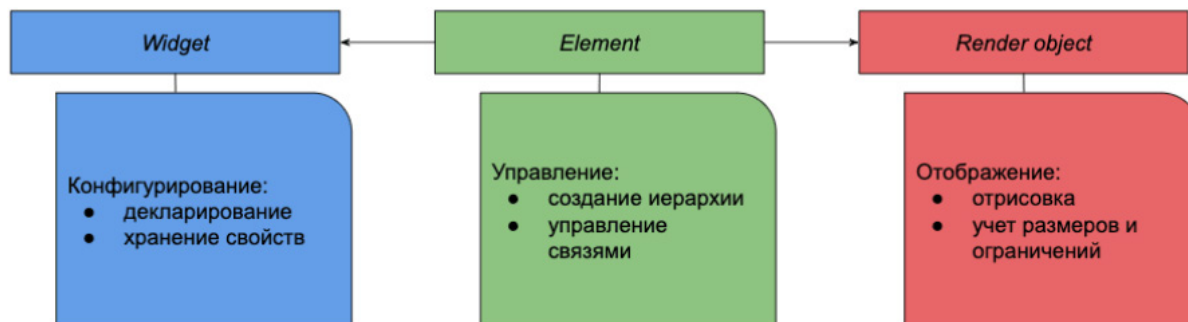 Widget
Element
Render object
Конфигурирование:
● декларирование
● хранение свойств
Управление:
● создание иерархии
● управление
связями
Отображение:
● отрисовка
● учет размеров и
ограничений